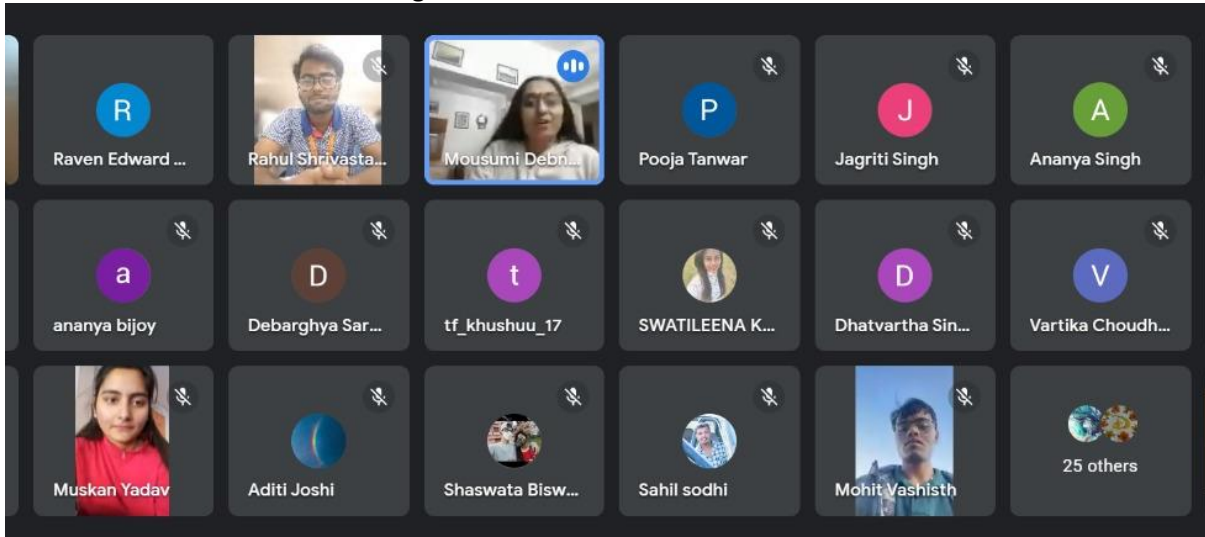 R
Raven Edward ...
Rahul Shrivasta...
Mousumi Debn...
P
Pooja Tanwar
J
Jagriti Singh
A
Ananya Singh
a
ananya bijoy
D
Debarghya Sar...
t
tf_khushuu_17
SWATILEENA K...
D
Dhatvartha Sin...
V
Vartika Choudh...
Muskan Yadav
Aditi Joshi
Shaswata Bisw...
Sahil sodhi
Mohit Vashisth
25 others